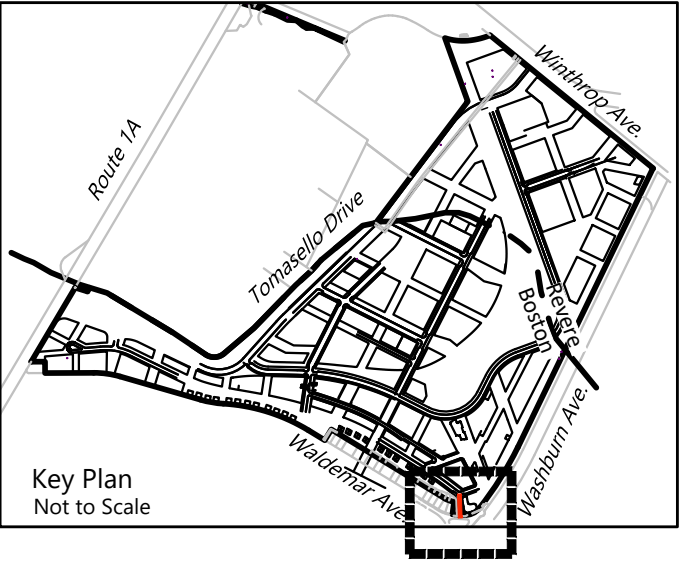 Winthrop Ave.
Route 1A
Tomasello Drive
Revere
Boston
Washburn Ave.
Waldemar Ave.
Key Plan
Not to Scale